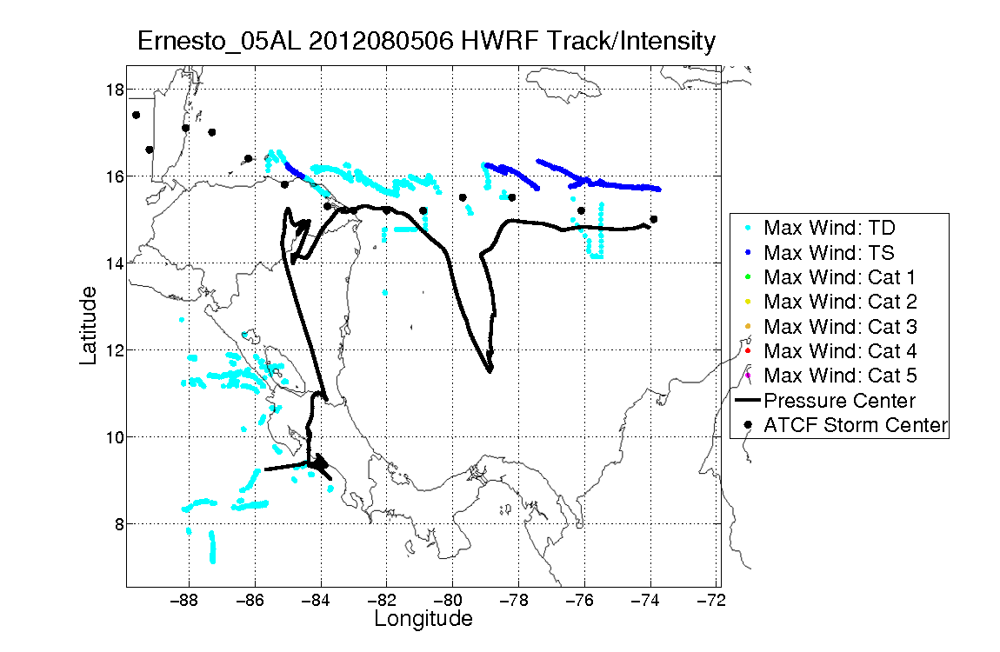 Ernesto_05AL 2012080506 HWRF Track/Intensity
18
16
14
12
10
8
Latitude
−88 −86 −84 −82 −80 −78 −76 −74 −72
Longitude
Max Wind: TD
Max Wind: TS
Max Wind: Cat 1
Max Wind: Cat 2
Max Wind: Cat 3
Max Wind: Cat 4
Max Wind: Cat 5
Pressure Center
ATCF Storm Center